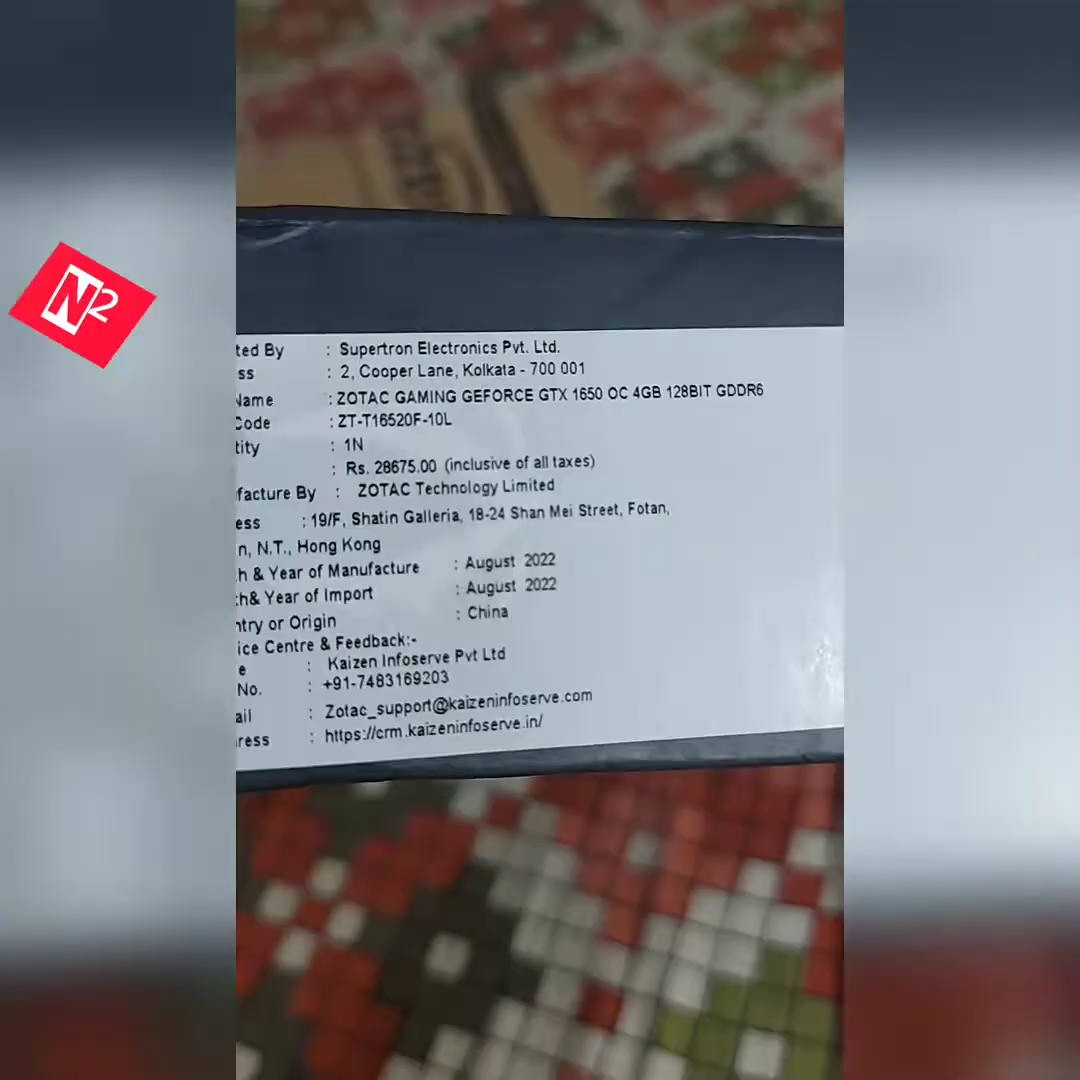 N2
ted By : Supertron Electronics Pvt. Ltd.
ss : 2, Cooper Lane, Kolkata - 700 001
Name : ZOTAC GAMING GEFORCE GTX 1650 OC 4GB 128BIT GDDR6
Code : ZT-T16520F-10L
tity : 1N
: Rs. 28675.00 (inclusive of all taxes)
facture By : ZOTAC Technology Limited
ess : 19/F, Shatin Galleria, 18-24 Shan Mei Street, Fotan,
n, N.T., Hong Kong
h & Year of Manufacture : August 2022
h& Year of Import : August 2022
ntry or Origin : China
ice Centre & Feedback:-
e : Kaizen Infoserve Pvt Ltd
No. : +91-7483169203
ail : Zotac_support@kaizeninfoserve.com
ress : https://crm.kaizeninfoserve.in/